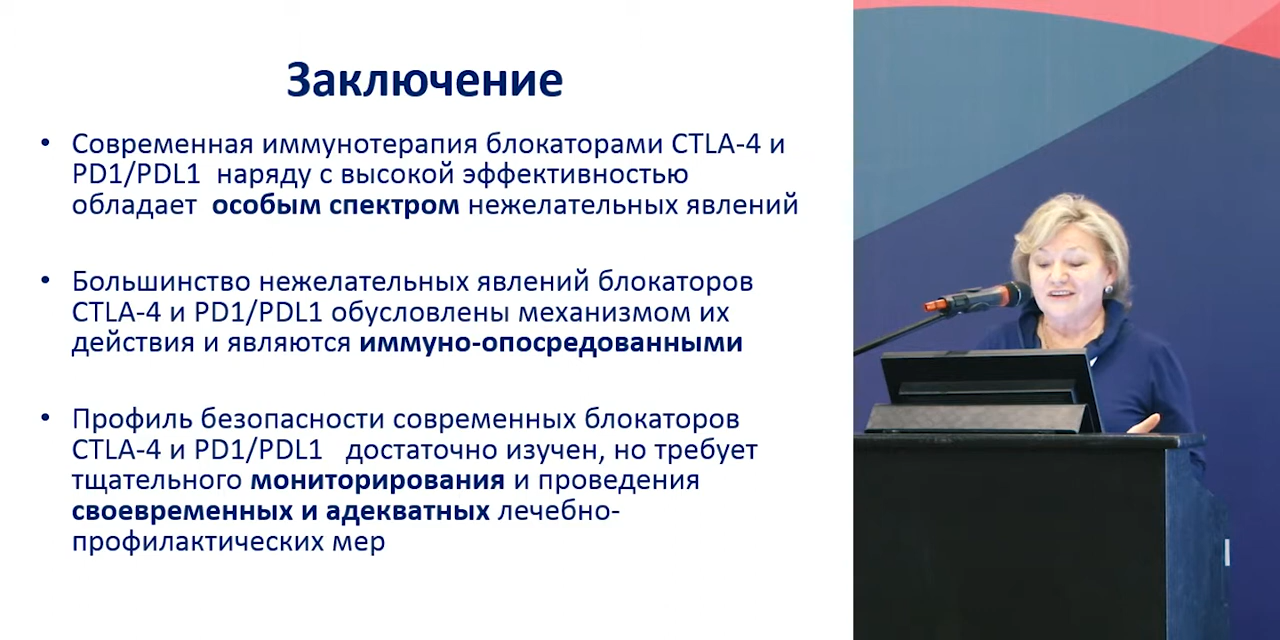 Заключение
• Современная иммунотерапия блокаторами CTLA-4 и
PD1/PDL1 наряду с высокой эффективностью
обладает особым спектром нежелательных явлений
• Большинство нежелательных явлений блокаторов
CTLA-4 и PD1/PDL1 обусловлены механизмом их
действия и являются иммуно-опосредованными
• Профиль безопасности современных блокаторов
CTLA-4 и PD1/PDL1 достаточно изучен, но требует
тщательного мониторирования и проведения
своевременных и адекватных лечебно-
профилактических мер